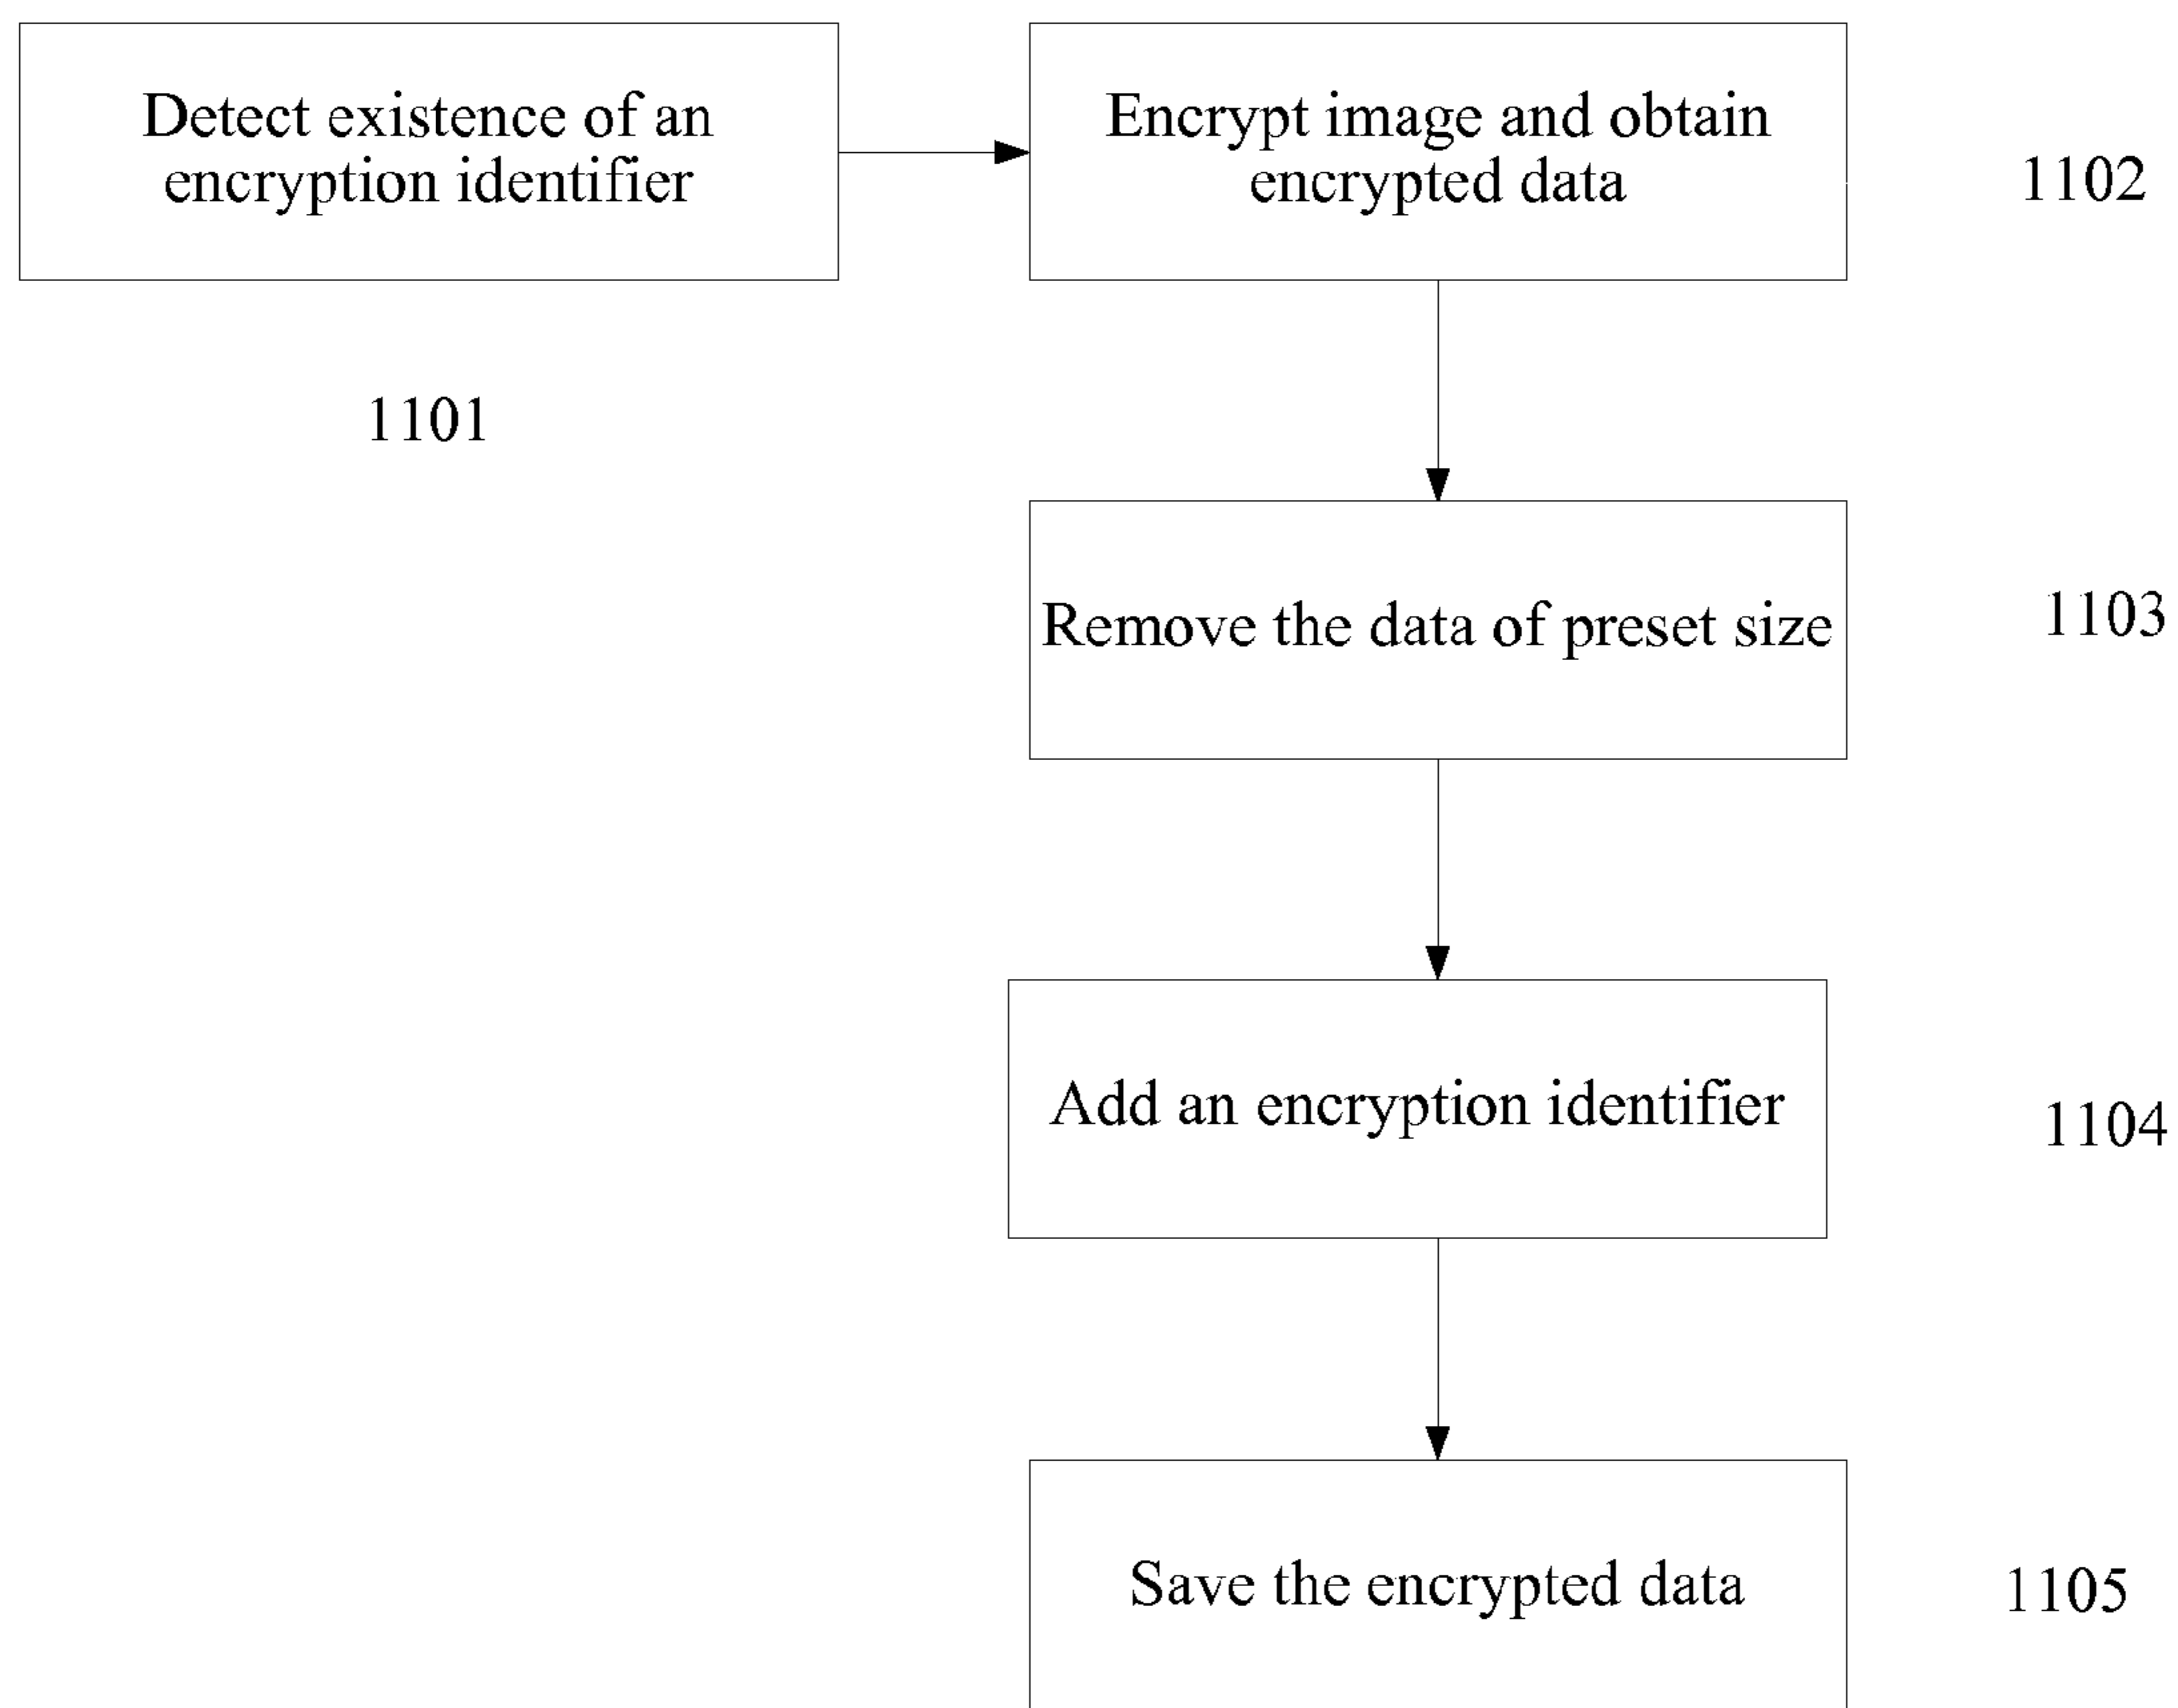 Detect existence of an
encryption identifier
1101
Encrypt image and obtain
encrypted data
1102
Remove the data of preset size
1103
Add an encryption identifier
1104
Save the encrypted data
1105